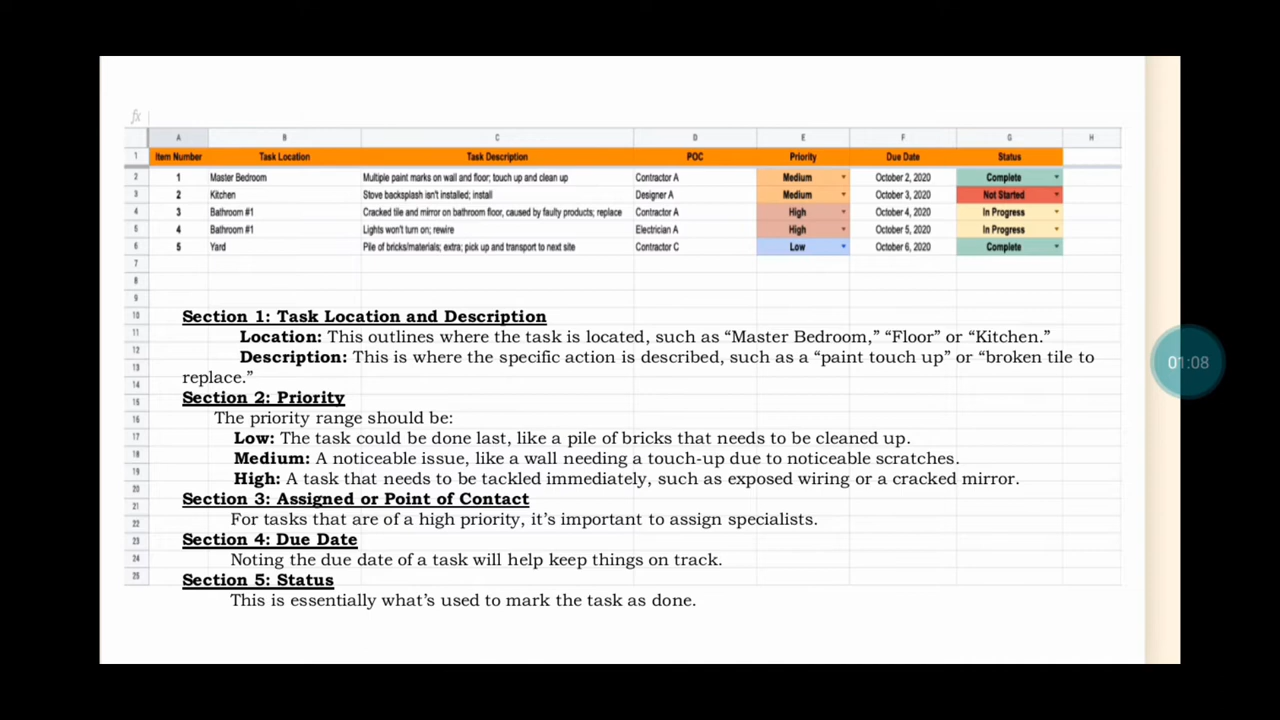 fx
A B C D E F G H
1 Item Number Task Location Task Description POC Priority Due Date Status
2 1 Master Bedroom Multiple paint marks on wall and floor; touch up and clean up Contractor A Medium October 2, 2020 Complete
3 2 Kitchen Stove backsplash isn't installed; install Designer A Medium October 3, 2020 Not Started
4 3 Bathroom #1 Cracked tile and mirror on bathroom floor, caused by faulty products; replace Contractor A High October 4, 2020 In Progress
5 4 Bathroom #1 Lights won't turn on; rewire Electrician A High October 5, 2020 In Progress
6 5 Yard Pile of bricks/materials; extra; pick up and transport to next site Contractor C Low October 6, 2020 Complete
7
8
9
10 Section 1: Task Location and Description
11 Location: This outlines where the task is located, such as “Master Bedroom,” “Floor” or “Kitchen.”
12 Description: This is where the specific action is described, such as a “paint touch up” or “broken tile to
13 replace.”
14
15 Section 2: Priority
16 The priority range should be:
17 Low: The task could be done last, like a pile of bricks that needs to be cleaned up.
18 Medium: A noticeable issue, like a wall needing a touch-up due to noticeable scratches.
19 High: A task that needs to be tackled immediately, such as exposed wiring or a cracked mirror.
20
21 Section 3: Assigned or Point of Contact
22 For tasks that are of a high priority, it’s important to assign specialists.
23 Section 4: Due Date
24 Noting the due date of a task will help keep things on track.
25 Section 5: Status
This is essentially what’s used to mark the task as done.
01:08